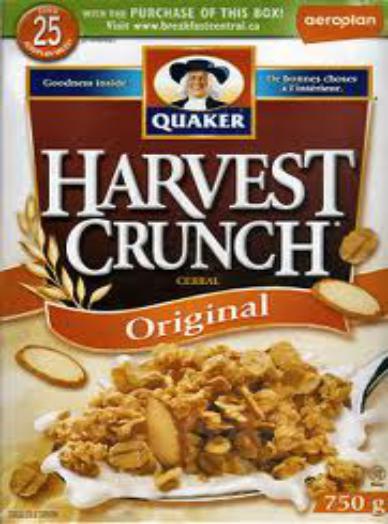 25
WITH THE PURCHASE OF THIS BOX!
Visit www.breakfastcentral.ca
aeroplan
Goodness inside
De bonnes choses
à l'intérieur.
QUAKER
HARVEST
CRUNCH
CEREAL
Original
750 g